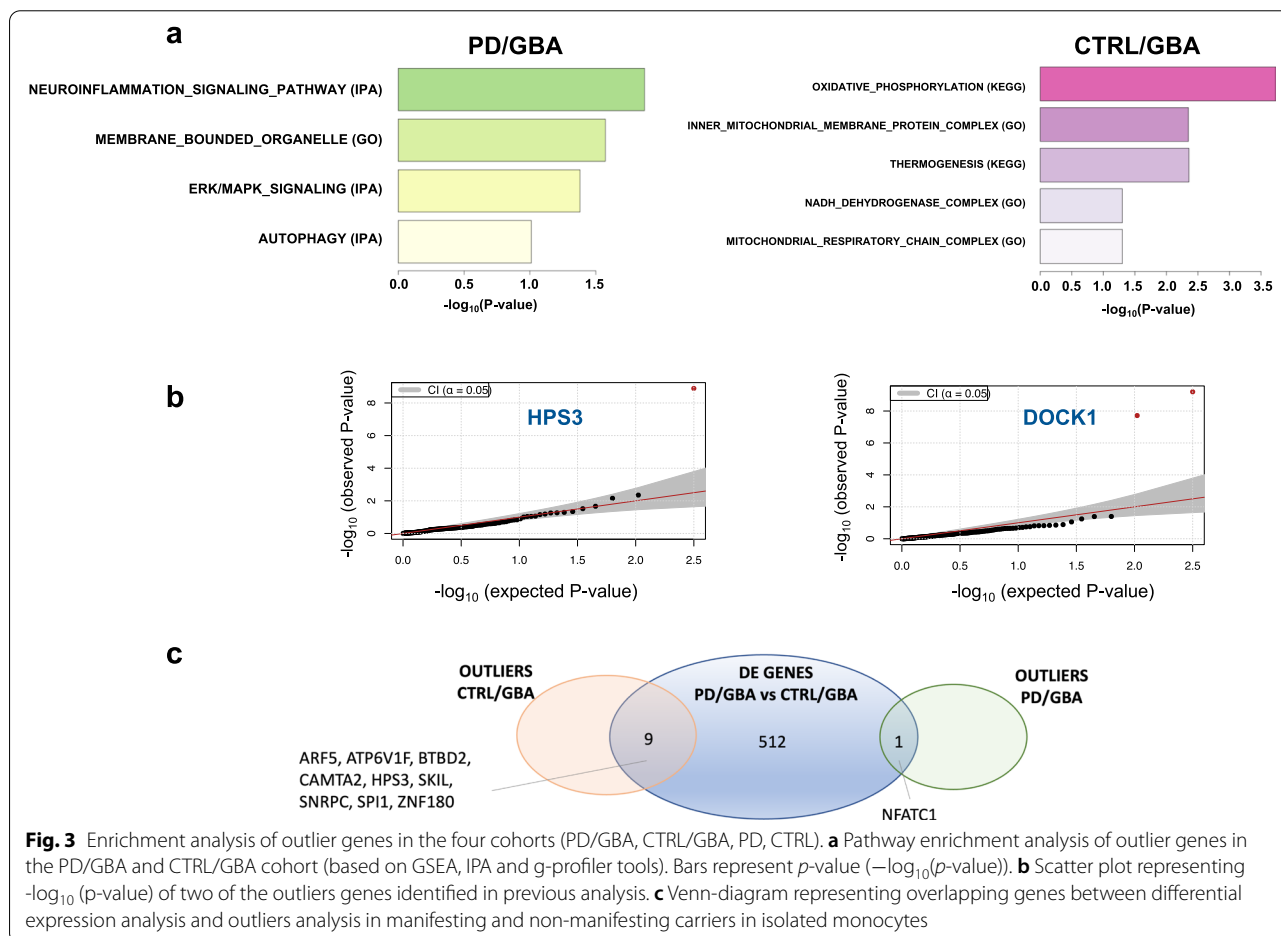 a
PD/GBA
NEUROINFLAMMATION_SIGNALING_PATHWAY (IPA)
MEMBRANE_BOUNDED_ORGANELLE (GO)
ERK/MAPK_SIGNALING (IPA)
AUTOPHAGY (IPA)
0.0 0.5 1.0 1.5
-log10(P-value)
CTRL/GBA
OXIDATIVE_PHOSPHORYLATION (KEGG)
INNER_MITOCHONDRIAL_MEMBRANE_PROTEIN_COMPLEX (GO)
THERMOGENESIS (KEGG)
NADH_DEHYDROGENASE_COMPLEX (GO)
MITOCHONDRIAL_RESPIRATORY_CHAIN_COMPLEX (GO)
0.0 0.5 1.0 1.5 2.0 2.5 3.0 3.5
-log10(P-value)
b
CI (α = 0.05)
HPS3
-log10 (observed P-value)
8
6
4
2
0
0.0 0.5 1.0 1.5 2.0 2.5
-log10 (expected P-value)
CI (α = 0.05)
DOCK1
-log10 (observed P-value)
8
6
4
2
0
0.0 0.5 1.0 1.5 2.0 2.5
-log10 (expected P-value)
c
OUTLIERS
CTRL/GBA
DE GENES
PD/GBA vs CTRL/GBA
OUTLIERS
PD/GBA
9
512
1
ARF5, ATP6V1F, BTBD2,
CAMTA2, HPS3, SKIL,
SNRPC, SPI1, ZNF180
NFATC1
Fig. 3 Enrichment analysis of outlier genes in the four cohorts (PD/GBA, CTRL/GBA, PD, CTRL). a Pathway enrichment analysis of outlier genes in
the PD/GBA and CTRL/GBA cohort (based on GSEA, IPA and g-profiler tools). Bars represent p-value (−log10(p-value)). b Scatter plot representing
-log10 (p-value) of two of the outliers genes identified in previous analysis. c Venn-diagram representing overlapping genes between differential
expression analysis and outliers analysis in manifesting and non-manifesting carriers in isolated monocytes